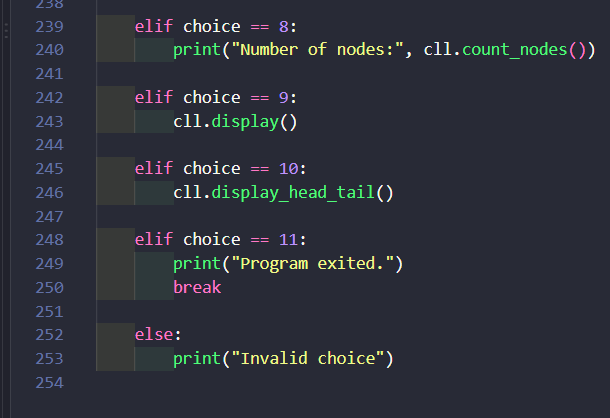 238
239 elif choice == 8:
240 print("Number of nodes:", cll.count_nodes())
241
242 elif choice == 9:
243 cll.display()
244
245 elif choice == 10:
246 cll.display_head_tail()
247
248 elif choice == 11:
249 print("Program exited.")
250 break
251
252 else:
253 print("Invalid choice")
254